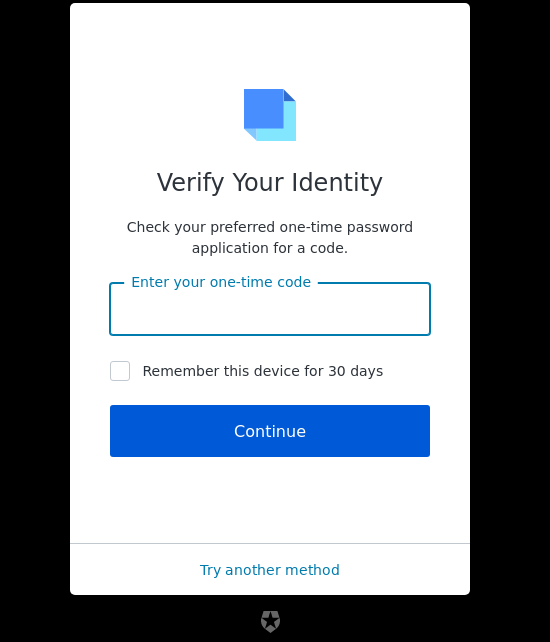 Verify Your Identity
Check your preferred one-time password
application for a code.
Enter your one-time code
Remember this device for 30 days
Continue
Try another method